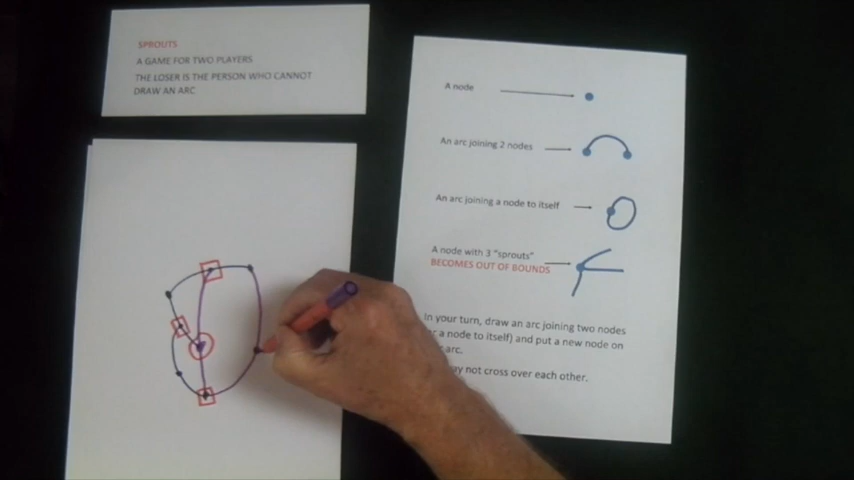 SPROUTS
A GAME FOR TWO PLAYERS
THE LOSER IS THE PERSON WHO CANNOT
DRAW AN ARC
A node
An arc joining 2 nodes
An arc joining a node to itself
A node with 3 "sprouts"
BECOMES OUT OF BOUNDS
In your turn, draw an arc joining two nodes
a node to itself) and put a new node on
arc.
may not cross over each other.